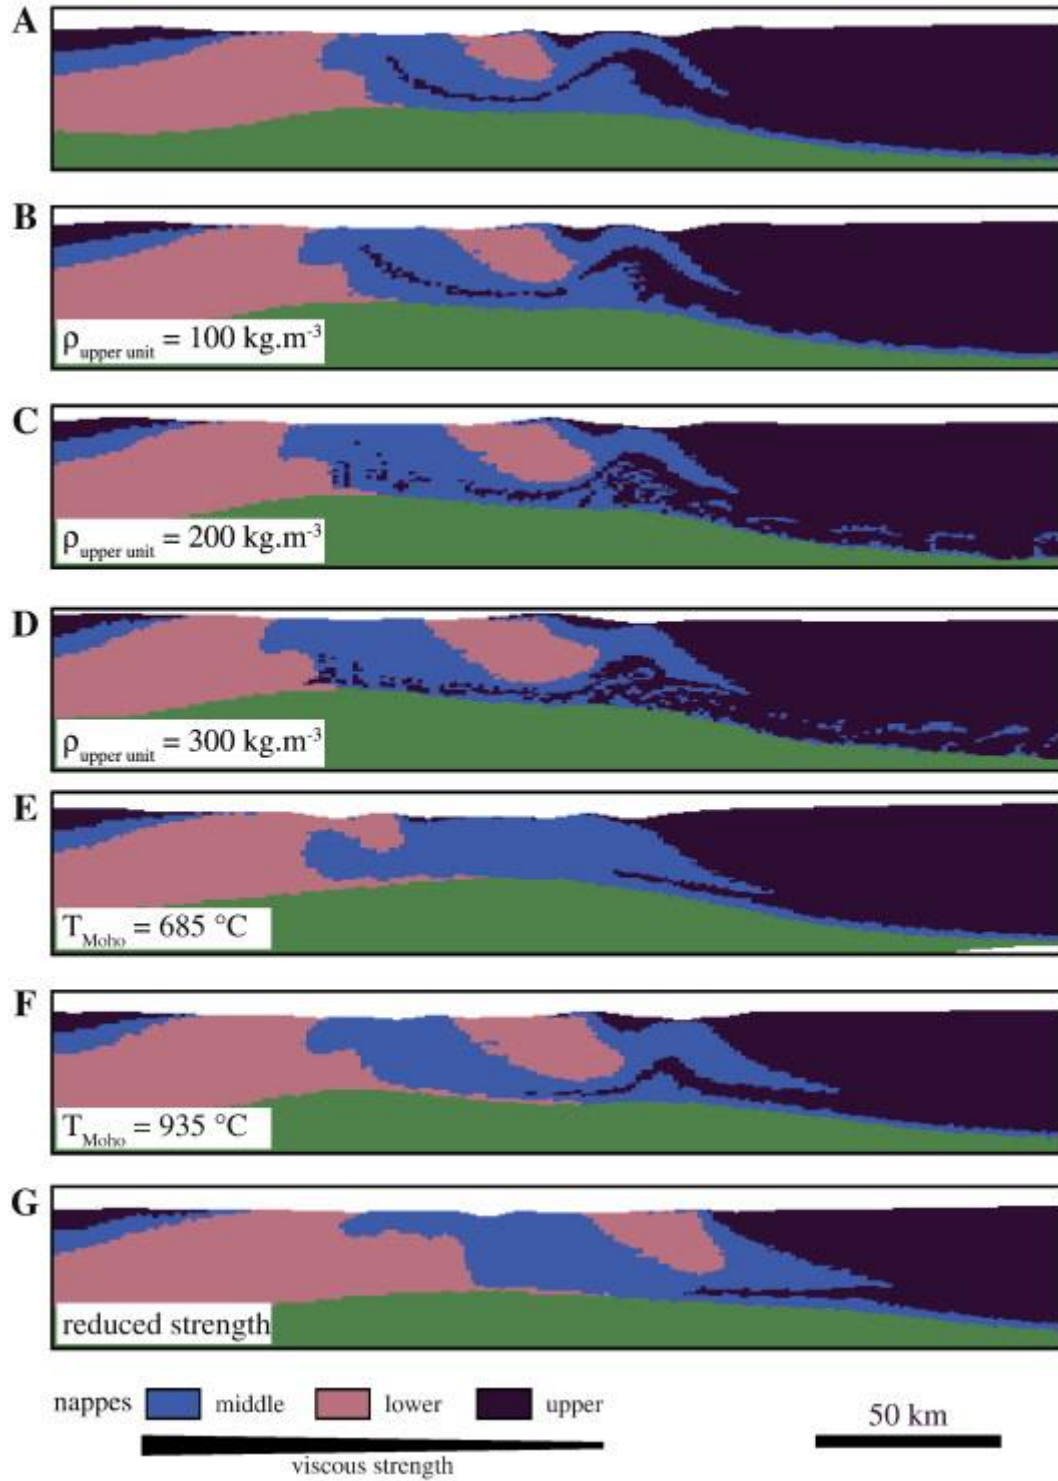 A
B
ρupper unit = 100 kg.m-3
C
ρupper unit = 200 kg.m-3
D
ρupper unit = 300 kg.m-3
E
TMoho = 685 °C
F
TMoho = 935 °C
G
reduced strength
nappes middle lower upper
50 km
viscous strength